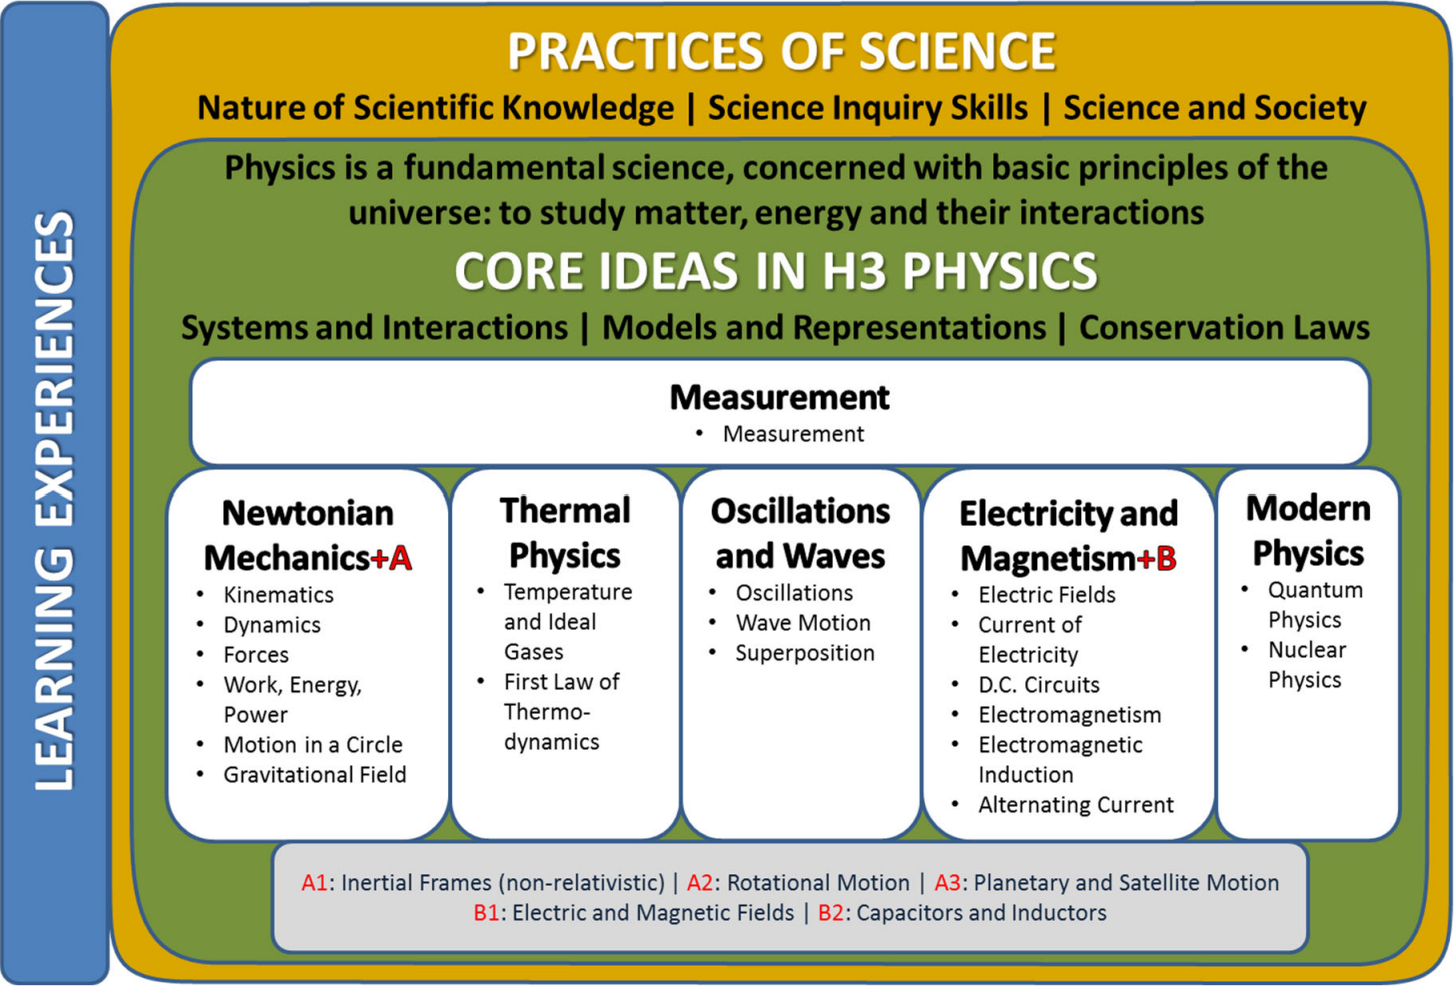 LEARNING EXPERIENCES
PRACTICES OF SCIENCE
Nature of Scientific Knowledge | Science Inquiry Skills | Science and Society
Physics is a fundamental science, concerned with basic principles of the
universe: to study matter, energy and their interactions
CORE IDEAS IN H3 PHYSICS
Systems and Interactions | Models and Representations | Conservation Laws
Measurement
• Measurement
Newtonian
Mechanics+A
• Kinematics
• Dynamics
• Forces
• Work, Energy,
Power
• Motion in a Circle
• Gravitational Field
Thermal
Physics
• Temperature
and Ideal
Gases
• First Law of
Thermo-
dynamics
Oscillations
and Waves
• Oscillations
• Wave Motion
• Superposition
Electricity and
Magnetism+B
• Electric Fields
• Current of
Electricity
• D.C. Circuits
• Electromagnetism
• Electromagnetic
Induction
• Alternating Current
Modern
Physics
• Quantum
Physics
• Nuclear
Physics
A1: Inertial Frames (non-relativistic) | A2: Rotational Motion | A3: Planetary and Satellite Motion
B1: Electric and Magnetic Fields | B2: Capacitors and Inductors